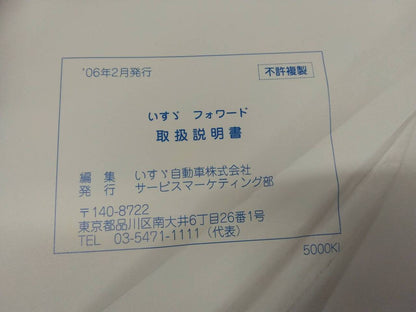 '06年2月発行 不許複製
いすゞ フォワード
取扱説明書
編 集 いすゞ自動車株式会社
発 行 サービスマーケティング部
〒140-8722
東京都品川区南大井6丁目26番1号
TEL 03-5471-1111（代表）
5000KI